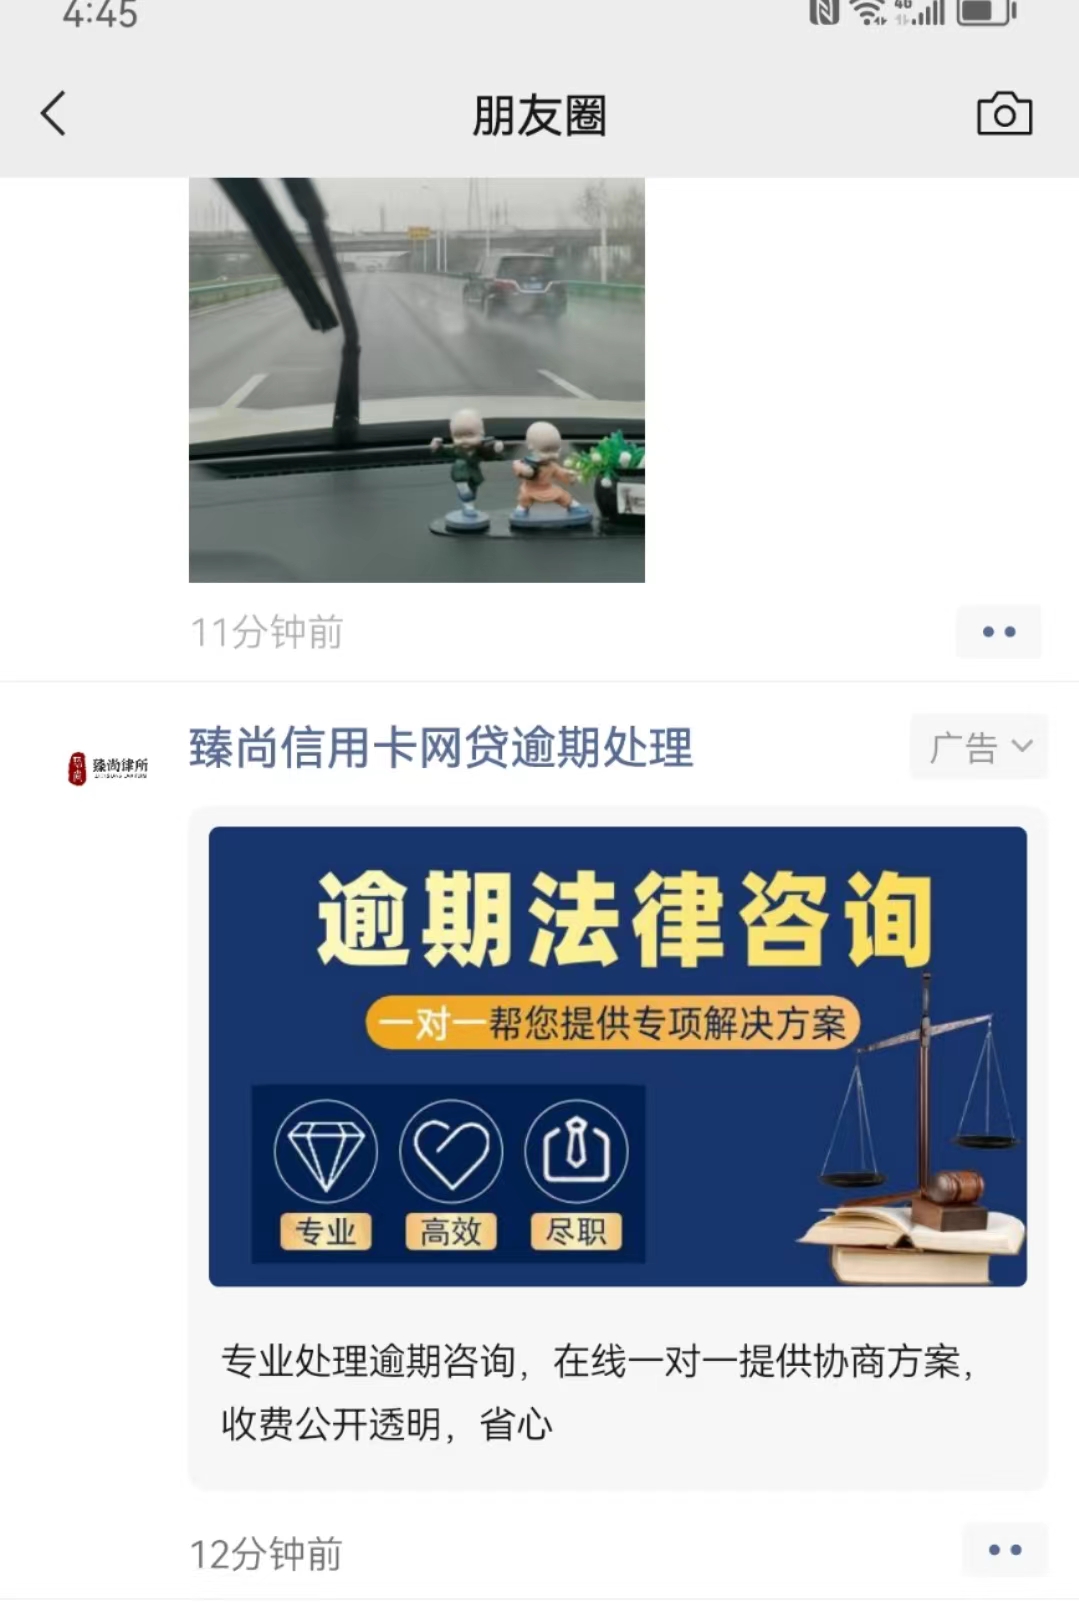 4:45
4G
朋友圈
11分钟前
臻尚律所
臻尚信用卡网贷逾期处理
广告
逾期法律咨询
一对一帮您提供专项解决方案
专业
高效
尽职
专业处理逾期咨询，在线一对一提供协商方案，
收费公开透明，省心
12分钟前